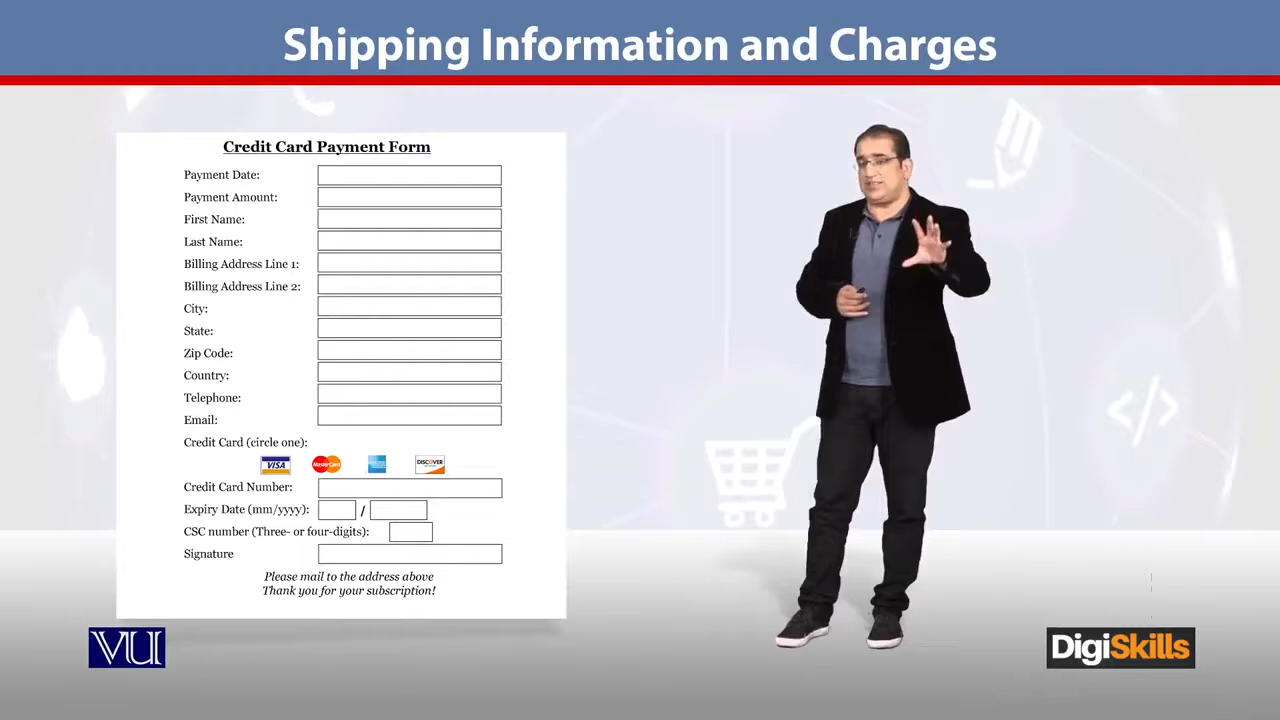 Shipping Information and Charges
Credit Card Payment Form
Payment Date:
Payment Amount:
First Name:
Last Name:
Billing Address Line 1:
Billing Address Line 2:
City:
State:
Zip Code:
Country:
Telephone:
Email:
Credit Card (circle one):
VISA MasterCard DISCOVER
Credit Card Number:
Expiry Date (mm/yyyy): /
CSC number (Three- or four-digits):
Signature
Please mail to the address above
Thank you for your subscription!
VU
DigiSkills